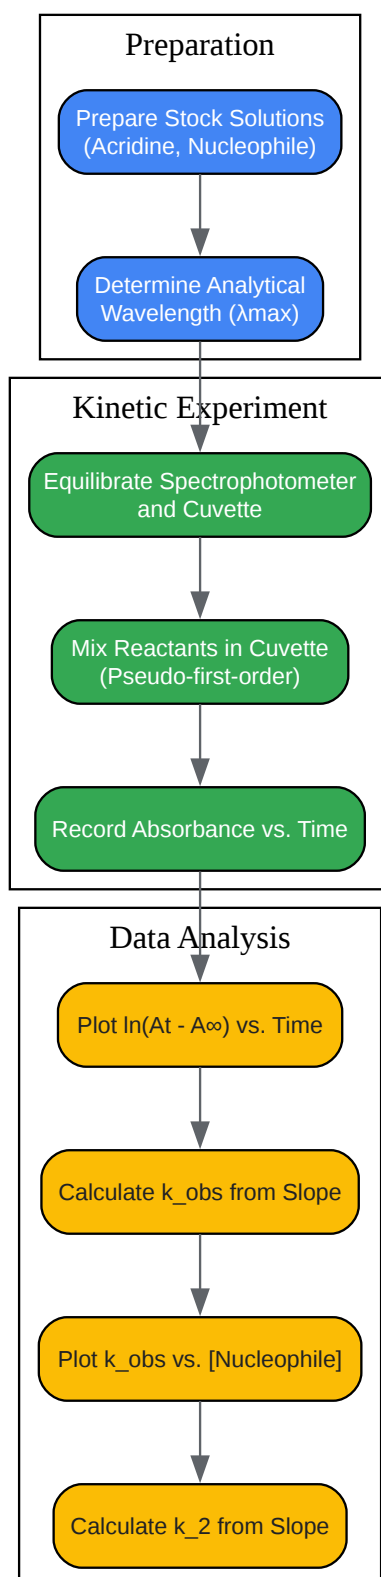 Preparation
Prepare Stock Solutions
(Acridine, Nucleophile)
Determine Analytical
Wavelength (λmax)
Kinetic Experiment
Equilibrate Spectrophotometer
and Cuvette
Mix Reactants in Cuvette
(Pseudo-first-order)
Record Absorbance vs. Time
Data Analysis
Plot ln(At - A∞) vs. Time
Calculate k_obs from Slope
Plot k_obs vs. [Nucleophile]
Calculate k_2 from Slope